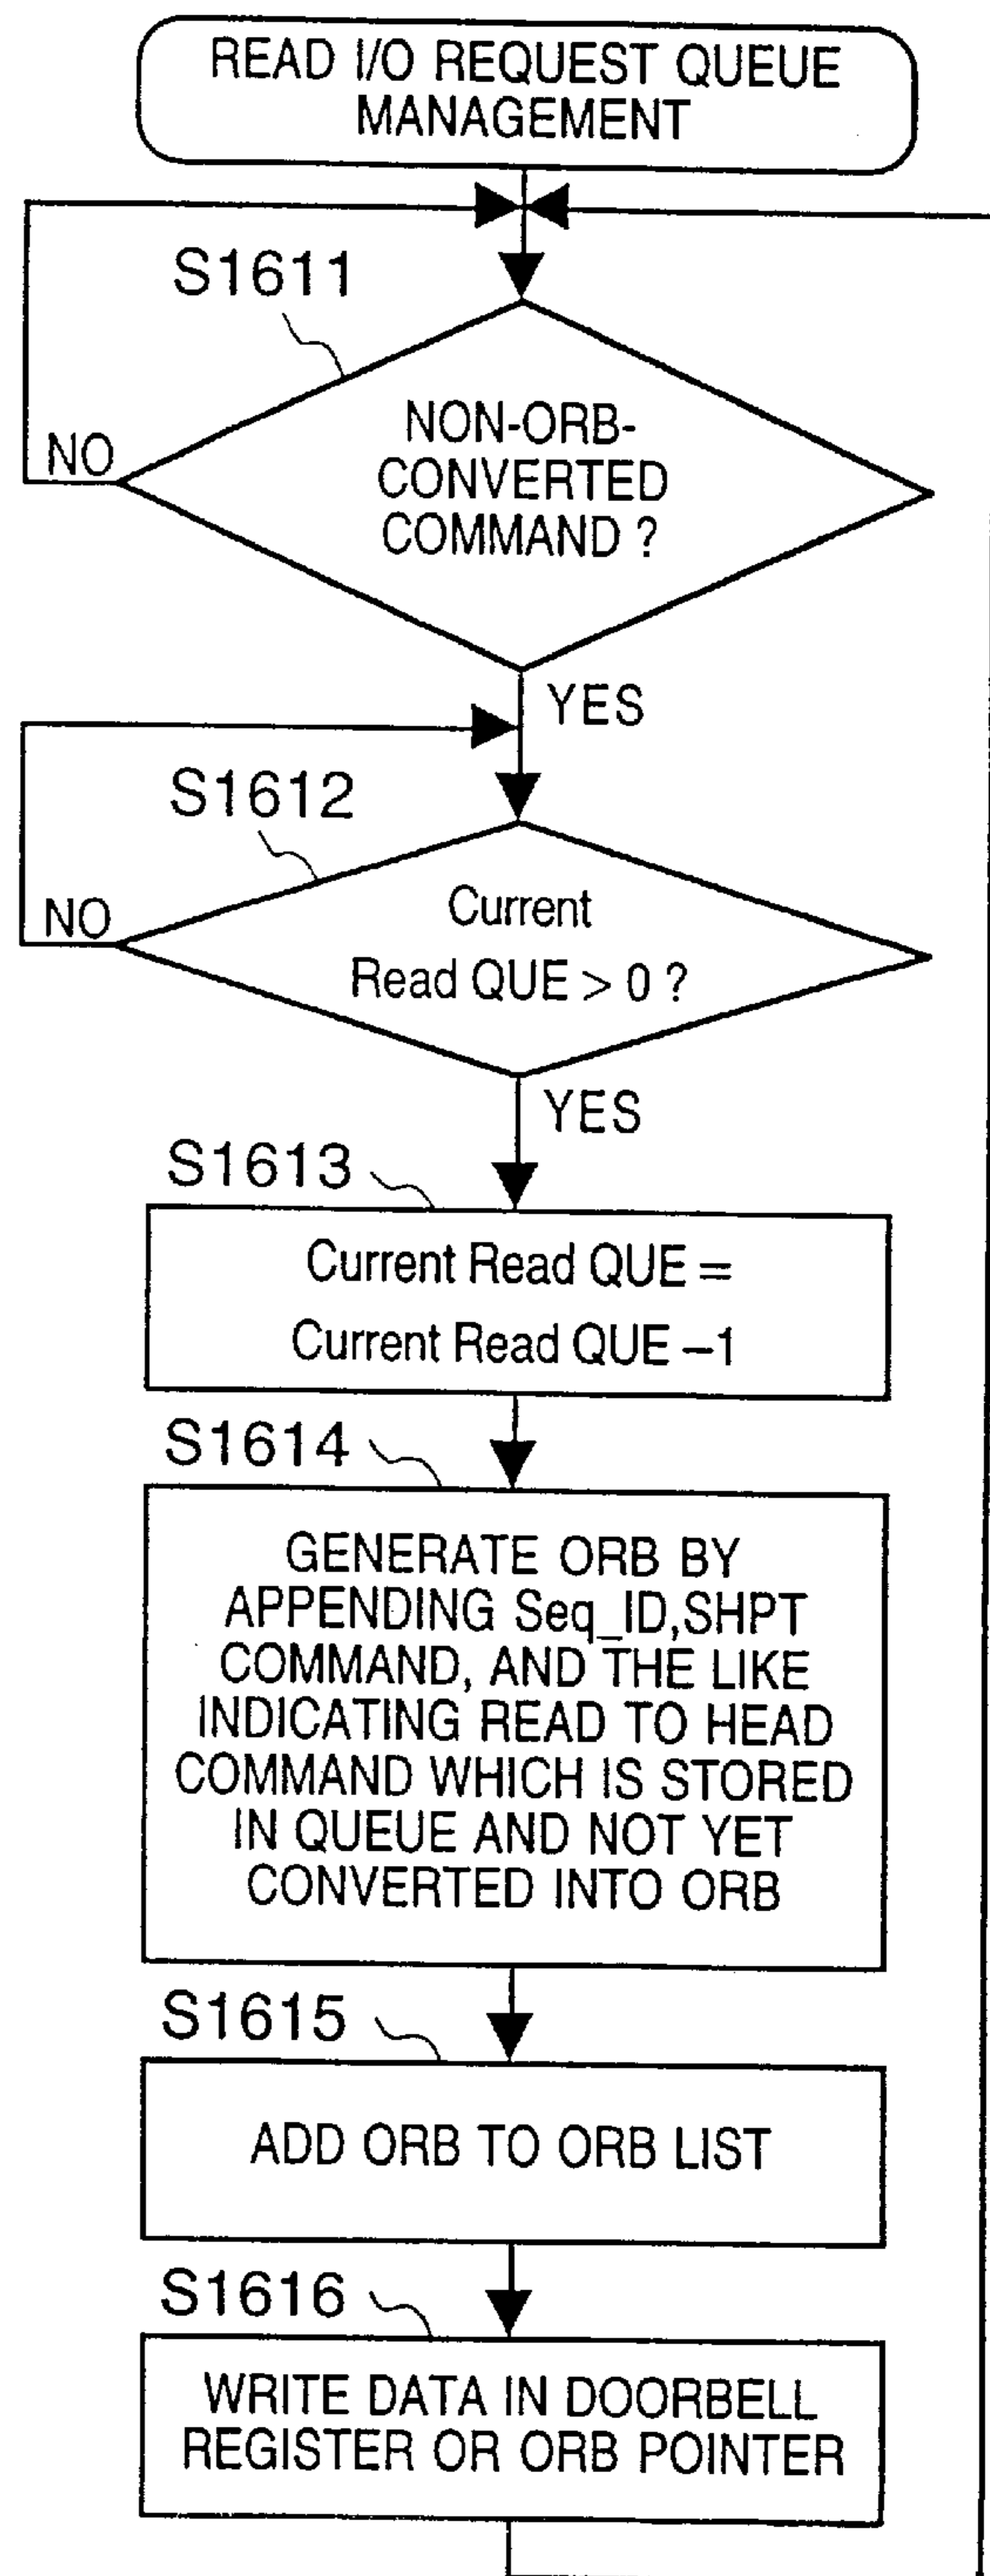 READ I/O REQUEST QUEUE
MANAGEMENT
S1611
NON-ORB-
CONVERTED
COMMAND ?
NO
YES
S1612
Current
Read QUE > 0 ?
NO
YES
S1613
Current Read QUE =
Current Read QUE –1
S1614
GENERATE ORB BY
APPENDING Seq_ID,SHPT
COMMAND, AND THE LIKE
INDICATING READ TO HEAD
COMMAND WHICH IS STORED
IN QUEUE AND NOT YET
CONVERTED INTO ORB
S1615
ADD ORB TO ORB LIST
S1616
WRITE DATA IN DOORBELL
REGISTER OR ORB POINTER